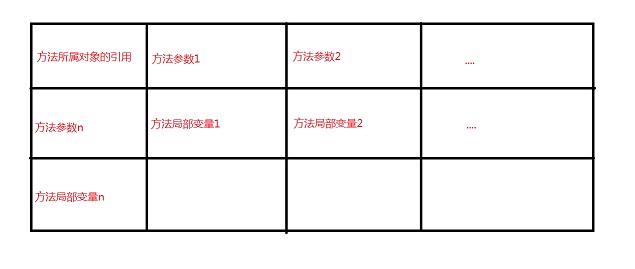 方法所属对象的引用
方法参数1
方法参数2
....
方法参数n
方法局部变量1
方法局部变量2
....
方法局部变量n